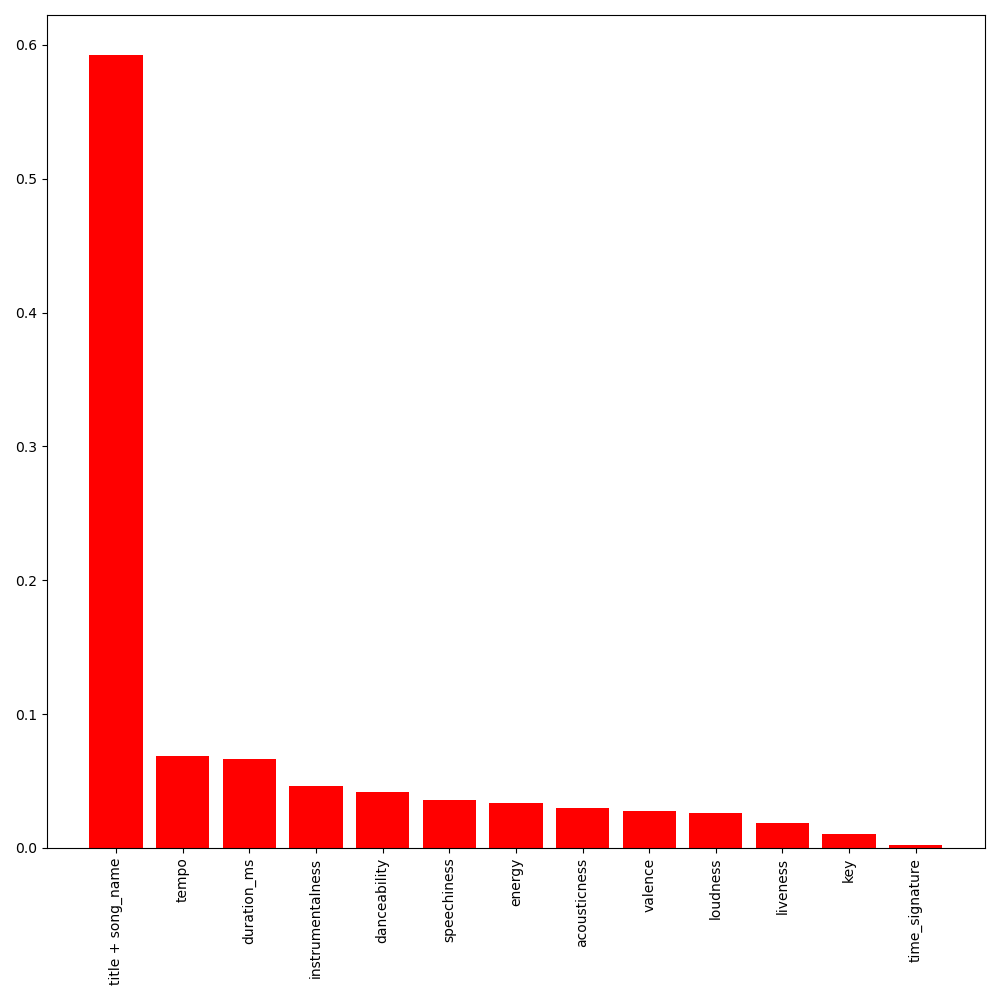 0.6
0.5
0.4
0.3
0.2
0.1
0.0
title + song_name
tempo
duration_ms
instrumentalness
danceability
speechiness
energy
acousticness
valence
loudness
liveness
key
time_signature